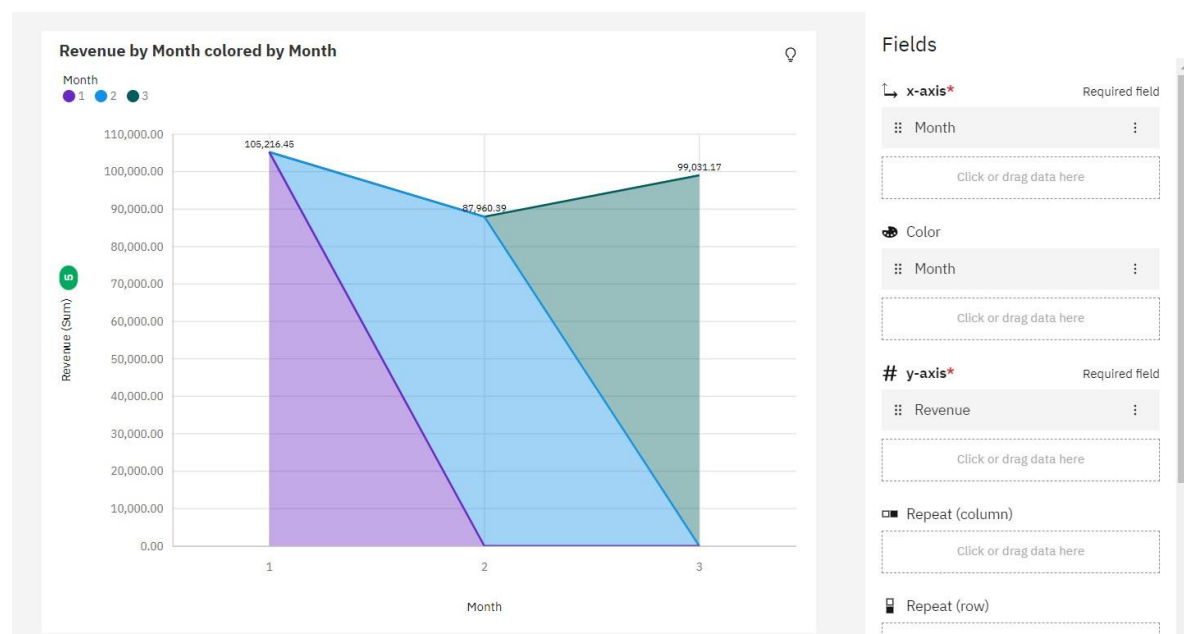 Revenue by Month colored by Month
Month
1 2 3
110,000.00
100,000.00
90,000.00
80,000.00
70,000.00
60,000.00
50,000.00
40,000.00
30,000.00
20,000.00
10,000.00
0.00
105,216.45
87,960.39
99,031.17
Revenue (Sum) 5
1 2 3
Month
Fields
x-axis* Required field
Month
Click or drag data here
Color
Month
Click or drag data here
# y-axis* Required field
Revenue
Click or drag data here
Repeat (column)
Click or drag data here
Repeat (row)